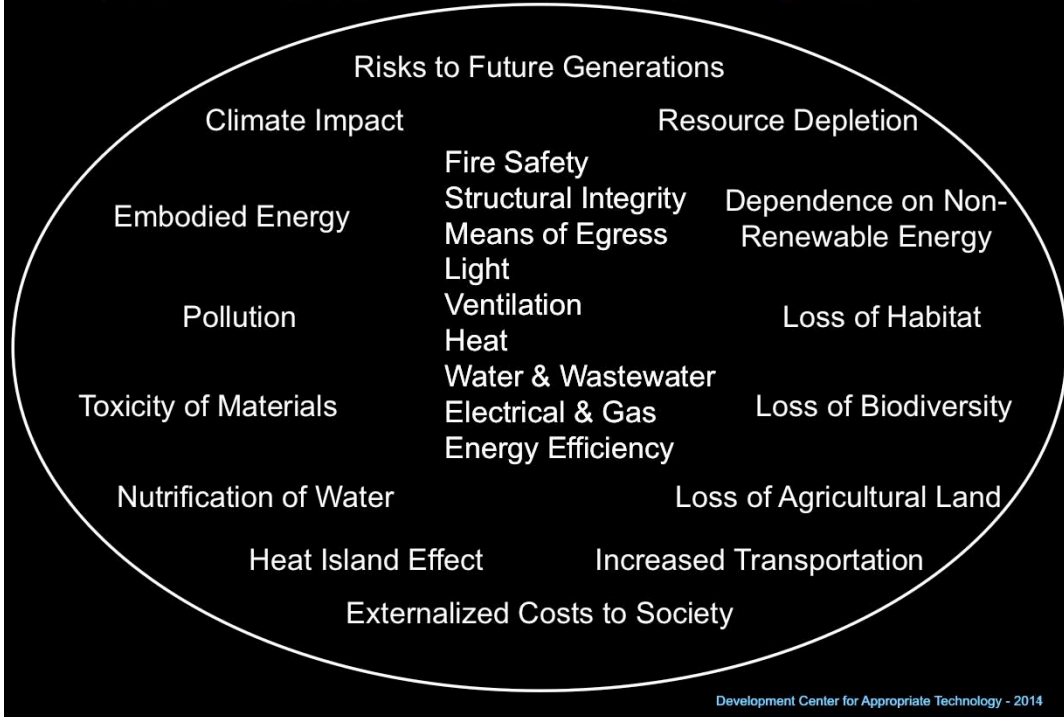 Risks to Future Generations
Climate Impact
Resource Depletion
Fire Safety
Structural Integrity
Means of Egress
Light
Ventilation
Heat
Water & Wastewater
Electrical & Gas
Energy Efficiency
Embodied Energy
Dependence on Non-
Renewable Energy
Pollution
Loss of Habitat
Toxicity of Materials
Loss of Biodiversity
Nutrification of Water
Loss of Agricultural Land
Heat Island Effect
Increased Transportation
Externalized Costs to Society
Development Center for Appropriate Technology - 2014